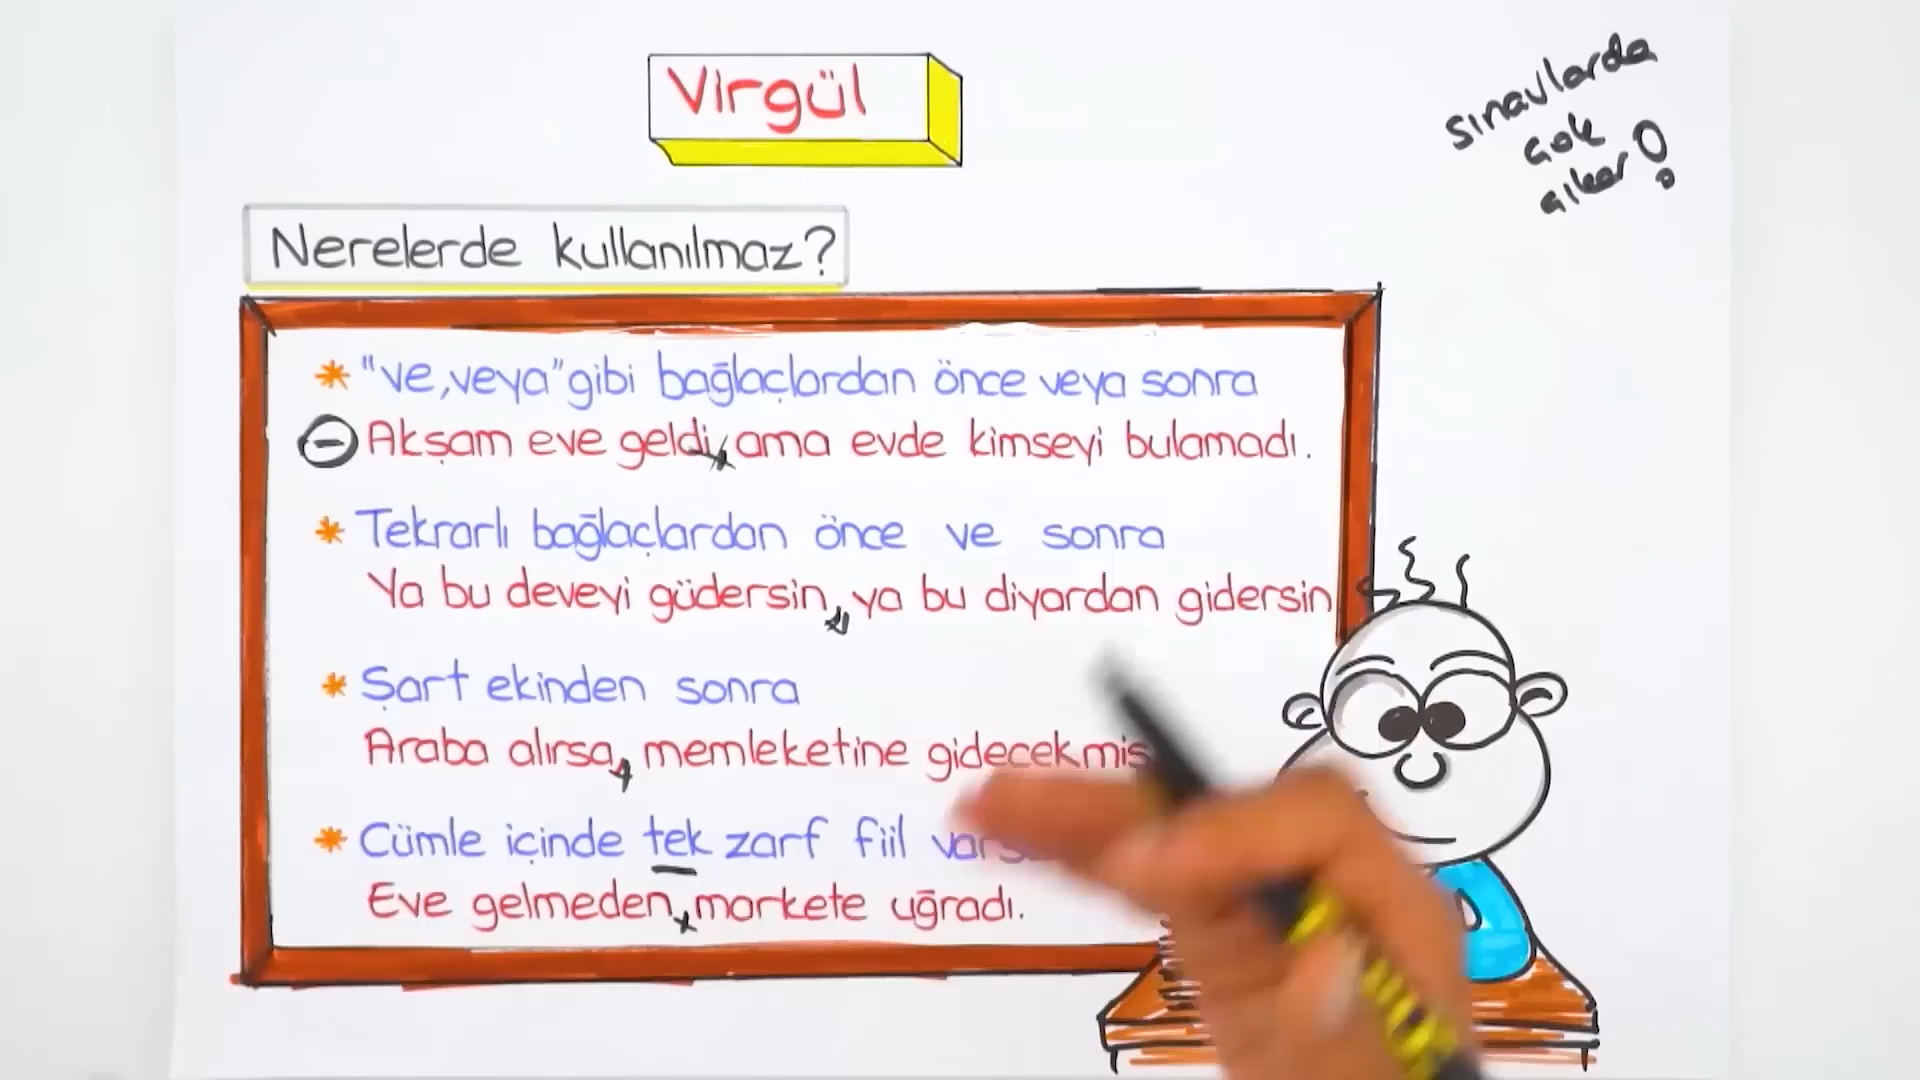 Virgül
sınavlarda
çok
çıkar!
Nerelerde kullanılmaz?
* "ve, veya" gibi bağlaçlardan önce veya sonra
- Akşam eve geldi, ama evde kimseyi bulamadı.
* Tekrarlı bağlaçlardan önce ve sonra
Ya bu deveyi güdersin, ya bu diyardan gidersin
* Şart ekinden sonra
Araba alırsa, memleketine gidecekmiş
* Cümle içinde tek zarf fiil
Eve gelmeden, markete uğradı.